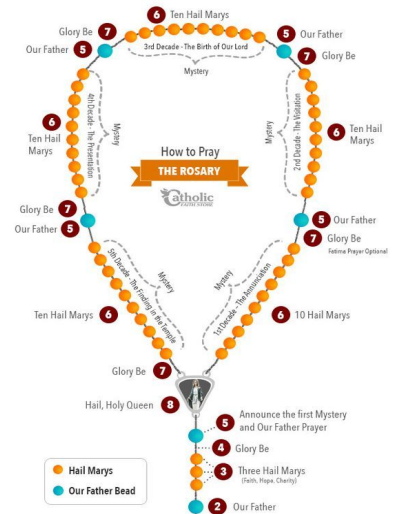 6 Ten Hail Marys
Glory Be 7
Our Father 5
5 Our Father
7 Glory Be
3rd Decade - The Birth of Our Lord
Mystery
6
Ten Hail
Marys
4th Decade - The Presentation
Mystery
How to Pray
THE ROSARY
Catholic
Mystery
2nd Decade - The Visitation
6 Ten Hail
Marys
Glory Be 7
Our Father 5
5 Our Father
7 Glory Be
Fatima Prayer Optional
5th Decade - The Finding in the Temple
Mystery
Mystery
1st Decade - The Annunciation
Ten Hail Marys 6
6 10 Hail Marys
Glory Be 7
Hail, Holy Queen 8
5 Announce the first Mystery
and Our Father Prayer
4 Glory Be
3 Three Hail Marys
(Faith, Hope, Cherity)
2 Our Father
Hail Marys
Our Father Bead